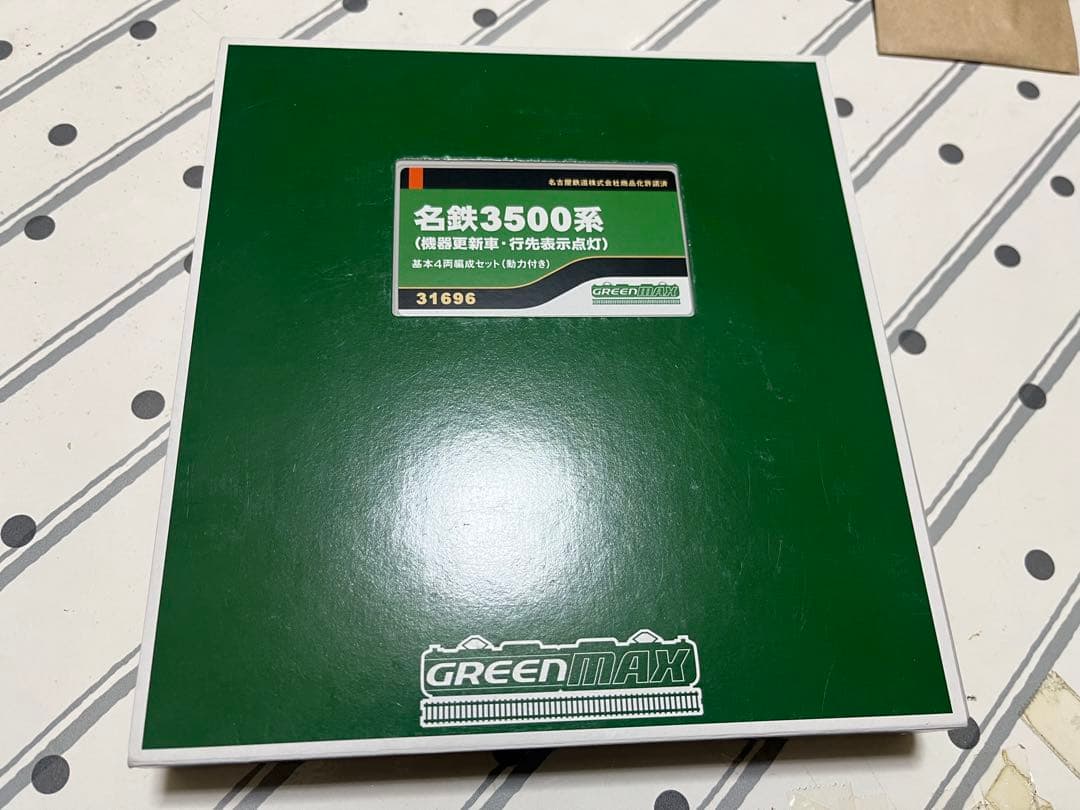 名古屋鉄道株式会社商品化許諾済
名鉄3500系
（機器更新車・行先表示点灯）
基本4両編成セット（動力付き）
31696
GREENMAX
GREENMAX